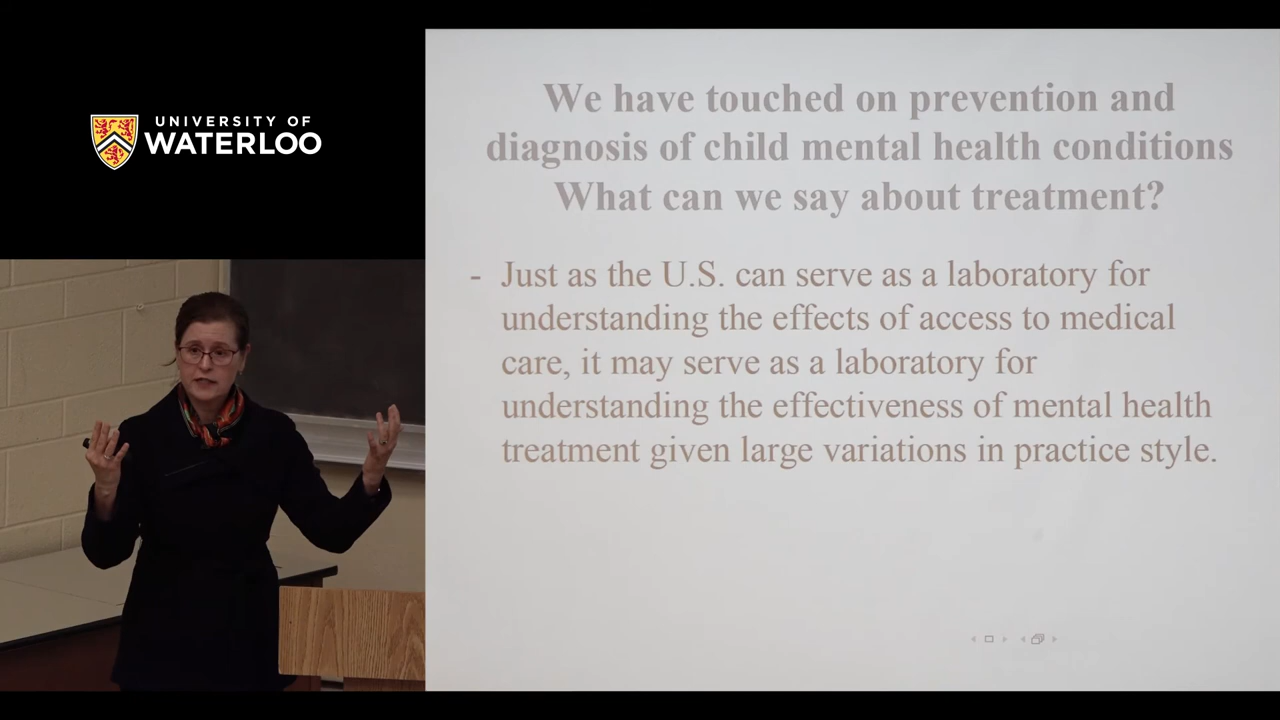 UNIVERSITY OF
WATERLOO
We have touched on prevention and
diagnosis of child mental health conditions
What can we say about treatment?
- Just as the U.S. can serve as a laboratory for
understanding the effects of access to medical
care, it may serve as a laboratory for
understanding the effectiveness of mental health
treatment given large variations in practice style.